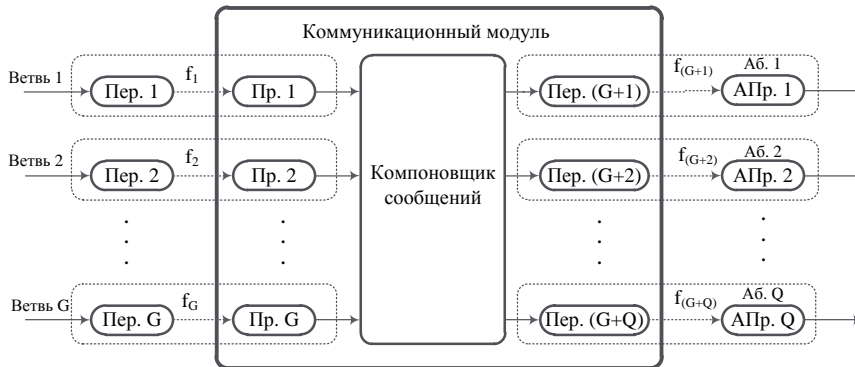 Коммуникационный модуль
Ветвь 1
Пер. 1
f1
Пр. 1
Пер. (G+1)
f(G+1)
Аб. 1
АПр. 1
Ветвь 2
Пер. 2
f2
Пр. 2
Компоновщик
сообщений
Пер. (G+2)
f(G+2)
Аб. 2
АПр. 2
Ветвь G
Пер. G
fG
Пр. G
Пер. (G+Q)
f(G+Q)
Аб. Q
АПр. Q